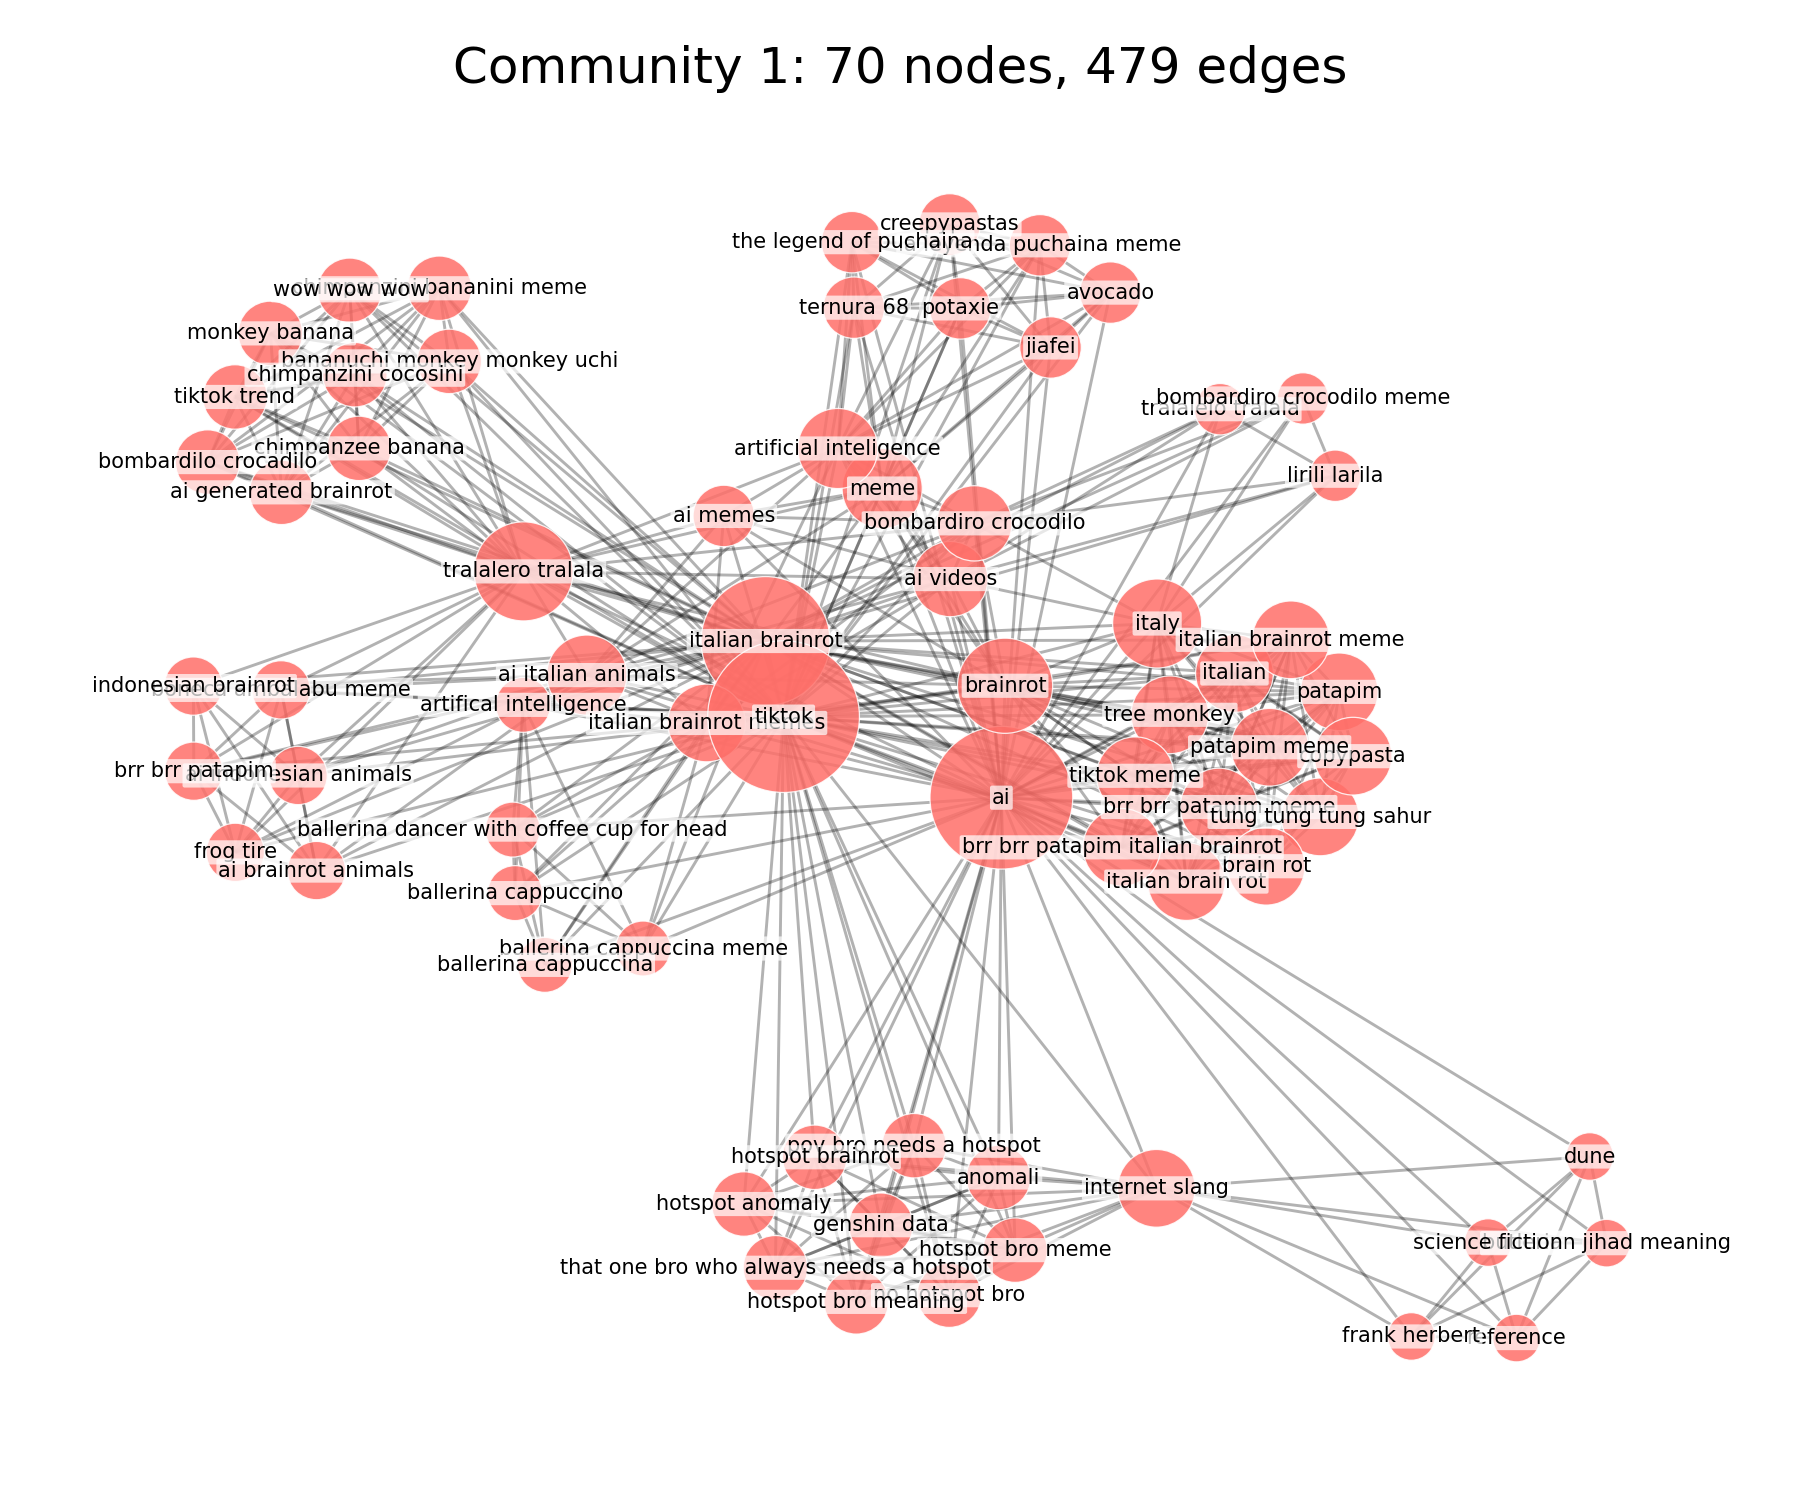 Community 1: 70 nodes, 479 edges
creepypastas
the legend of puchaina
nda puchaina meme
wow wow wow
bananini meme
avocado
ternura 68
potaxie
monkey banana
jiafei
bananuchi monkey monkey uchi
chimpanzini cocosini
tiktok trend
bombardiro crocodilo meme
tralalelo tralala
chimpanzee banana
artificial inteligence
bombardilo crocadilo
lirili larila
ai generated brainrot
meme
ai memes
bombardiro crocodilo
tralalero tralala
ai videos
italy
italian brainrot
italian brainrot meme
ai italian animals
italian
indonesian brainrot
abu meme
brainrot
patapim
artifical intelligence
italian brainrot memes
tiktok
tree monkey
patapim meme
copypasta
brr brr patapim
esian animals
tiktok meme
ai
brr brr patapim meme
tung tung tung sahur
ballerina dancer with coffee cup for head
frog tire
brr brr patapim italian brainrot
ai brainrot animals
brain rot
italian brain rot
ballerina cappuccino
ballerina cappuccina meme
ballerina cappuccina
pov bro needs a hotspot
hotspot brainrot
dune
anomali
internet slang
hotspot anomaly
genshin data
hotspot bro meme
science fiction
jihad meaning
that one bro who always needs a hotspot
no hotspot bro
hotspot bro meaning
frank herbert
reference